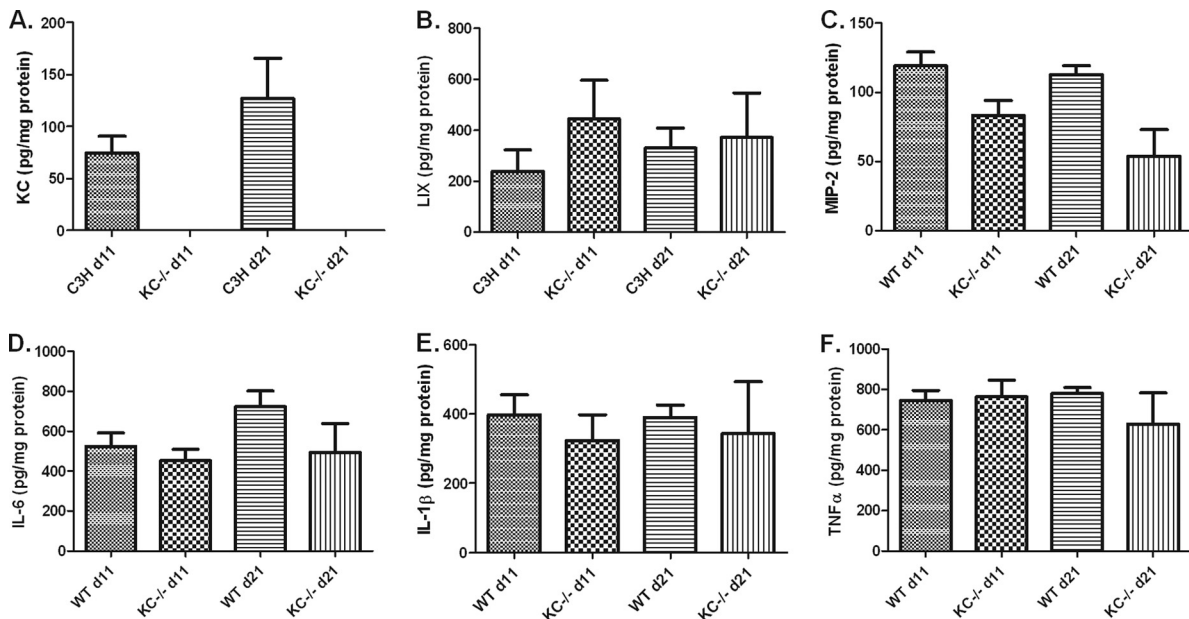 A.
KC (pg/mg protein)
200
150
100
50
0
C3H d11
KC-/- d11
C3H d21
KC-/- d21
B.
LIX (pg/mg protein)
800
600
400
200
0
C3H d11
KC-/- d11
C3H d21
KC-/- d21
C.
MIP-2 (pg/mg protein)
150
100
50
0
WT d11
KC-/- d11
WT d21
KC-/- d21
D.
IL-6 (pg/mg protein)
1000
800
600
400
200
0
WT d11
KC-/- d11
WT d21
KC-/- d21
E.
IL-1β (pg/mg protein)
600
400
200
0
WT d11
KC-/- d11
WT d21
KC-/- d21
F.
TNFα (pg/mg protein)
1000
800
600
400
200
0
WT d11
KC-/- d11
WT d21
KC-/- d21